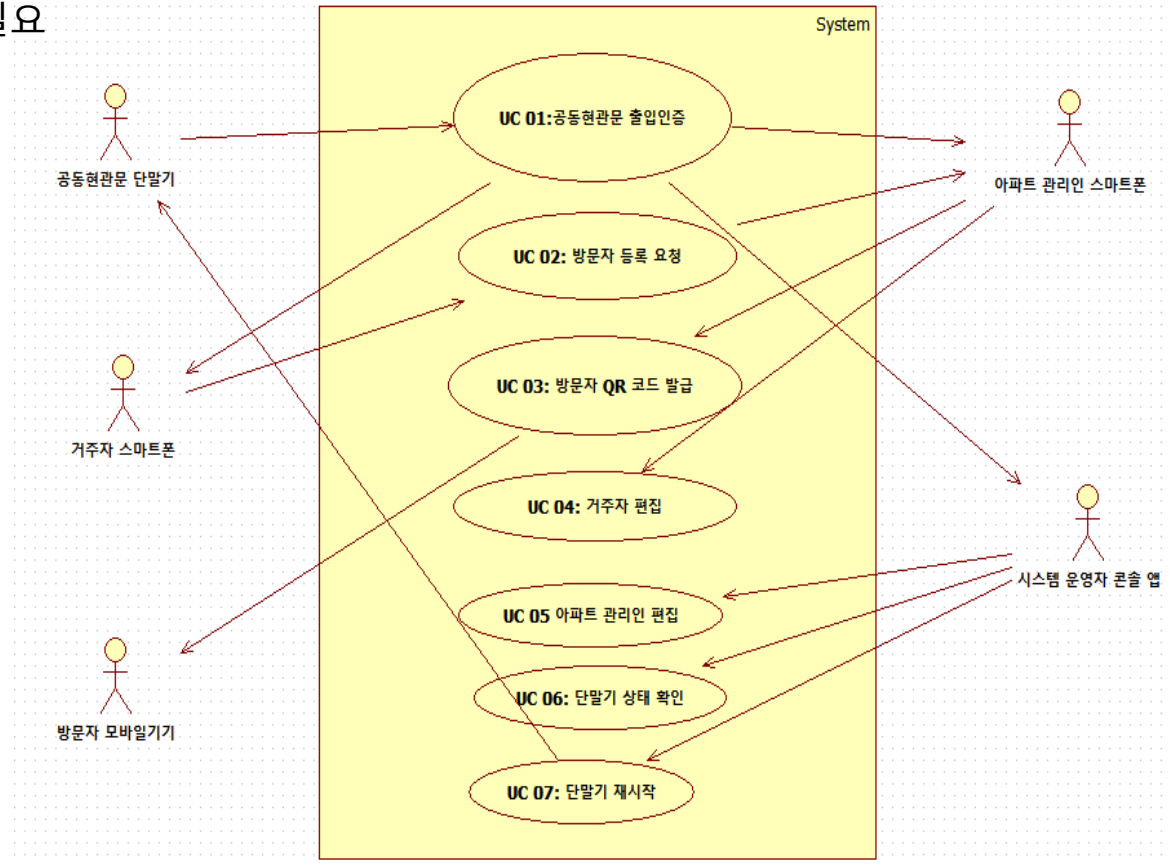 필요
System
UC 01:공동현관문 출입인증
공동현관문 단말기
아파트 관리인 스마트폰
UC 02: 방문자 등록 요청
UC 03: 방문자 QR 코드 발급
거주자 스마트폰
UC 04: 거주자 편집
시스템 운영자 콘솔 앱
UC 05 아파트 관리인 편집
UC 06: 단말기 상태 확인
방문자 모바일기기
UC 07: 단말기 재시작